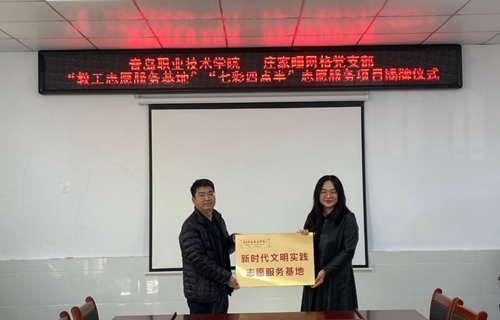 青岛职业技术学院 庄家疃网格党支部
“教工志愿服务基地”“七彩四点半”志愿服务项目揭牌仪式
新时代文明实践
志愿服务基地